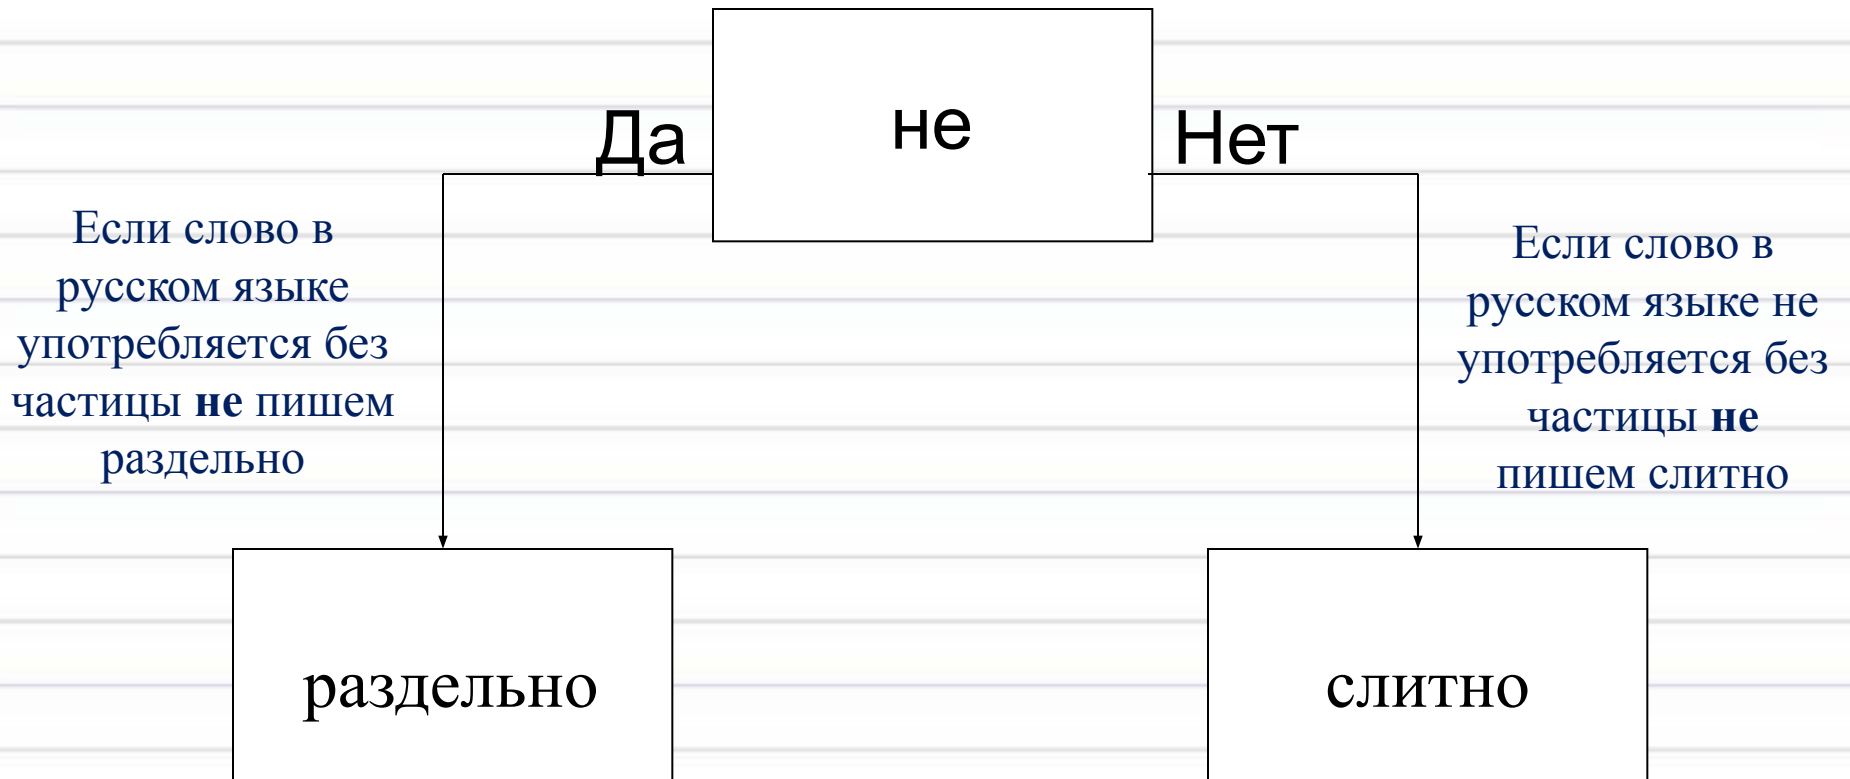 не
Да
Нет
Если слово в
русском языке
употребляется без
частицы не пишем
раздельно
Если слово в
русском языке не
употребляется без
частицы не
пишем слитно
раздельно
слитно